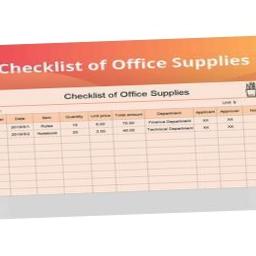 Checklist of Office Supplies
Checklist of Office Supplies
Unit: $
Date Item Quantity Unit price Total amount Department Applicant Approver
2019/8/1 Rules 15 5.00 75.00 Finance Department XX XX
2019/8/2 Notebook 20 2.00 40.00 Technical Department XX XX